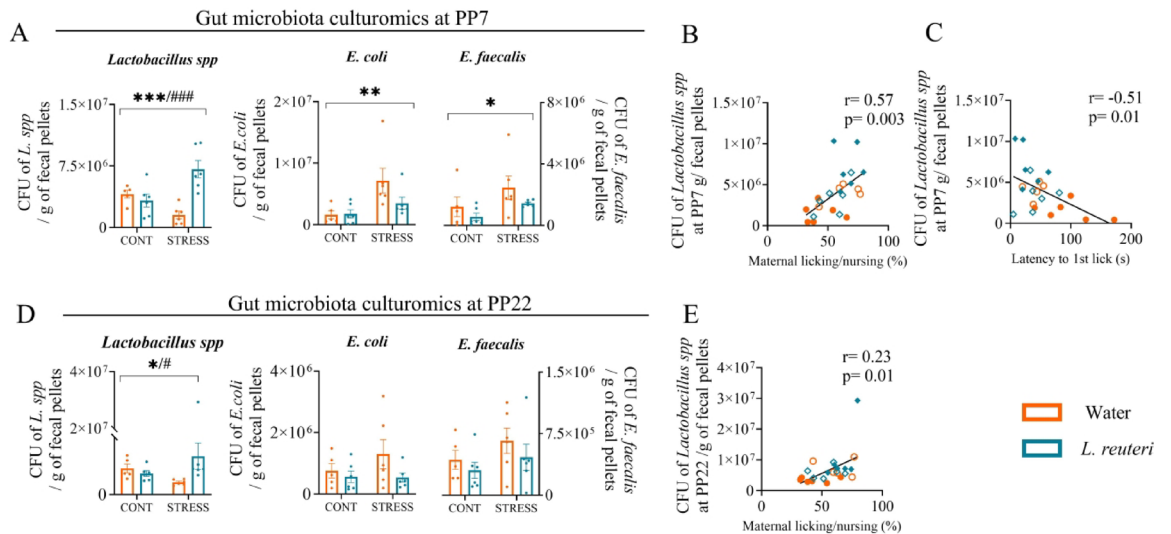 Gut microbiota culturomics at PP7
A
Lactobacillus spp
E. coli
E. faecalis
CFU of L. spp
/ g of fecal pellets
1.5×10⁷
7.5×10⁶
0
***/###
CONT
STRESS
CFU of E.coli
/ g of fecal pellets
2×10⁷
1×10⁷
0
**
CONT
STRESS
*
CONT
STRESS
8×10⁶
4×10⁶
0
CFU of E. faecalis
/ g of fecal pellets
B
CFU of Lactobacillus spp
at PP7 g/ fecal pellets
1.5×10⁷
1.0×10⁷
5.0×10⁶
0
r= 0.57
p= 0.003
0
50
100
Maternal licking/nursing (%)
C
CFU of Lactobacillus spp
at PP7 g/ fecal pellets
1.5×10⁷
1.0×10⁷
5.0×10⁶
0
r= -0.51
p= 0.01
0
100
200
Latency to 1st lick (s)
Gut microbiota culturomics at PP22
D
Lactobacillus spp
E. coli
E. faecalis
CFU of L. spp
/ g of fecal pellets
4×10⁷
2×10⁷
0
*/#
CONT
STRESS
CFU of E.coli
/ g of fecal pellets
4×10⁶
2×10⁶
0
CONT
STRESS
CONT
STRESS
1.5×10⁶
7.5×10⁵
0
CFU of E. faecalis
/ g of fecal pellets
E
CFU of Lactobacillus spp
at PP22 /g of fecal pellets
4×10⁷
3×10⁷
2×10⁷
1×10⁷
0
r= 0.23
p= 0.01
0
50
100
Maternal licking/nursing (%)
Water
L. reuteri